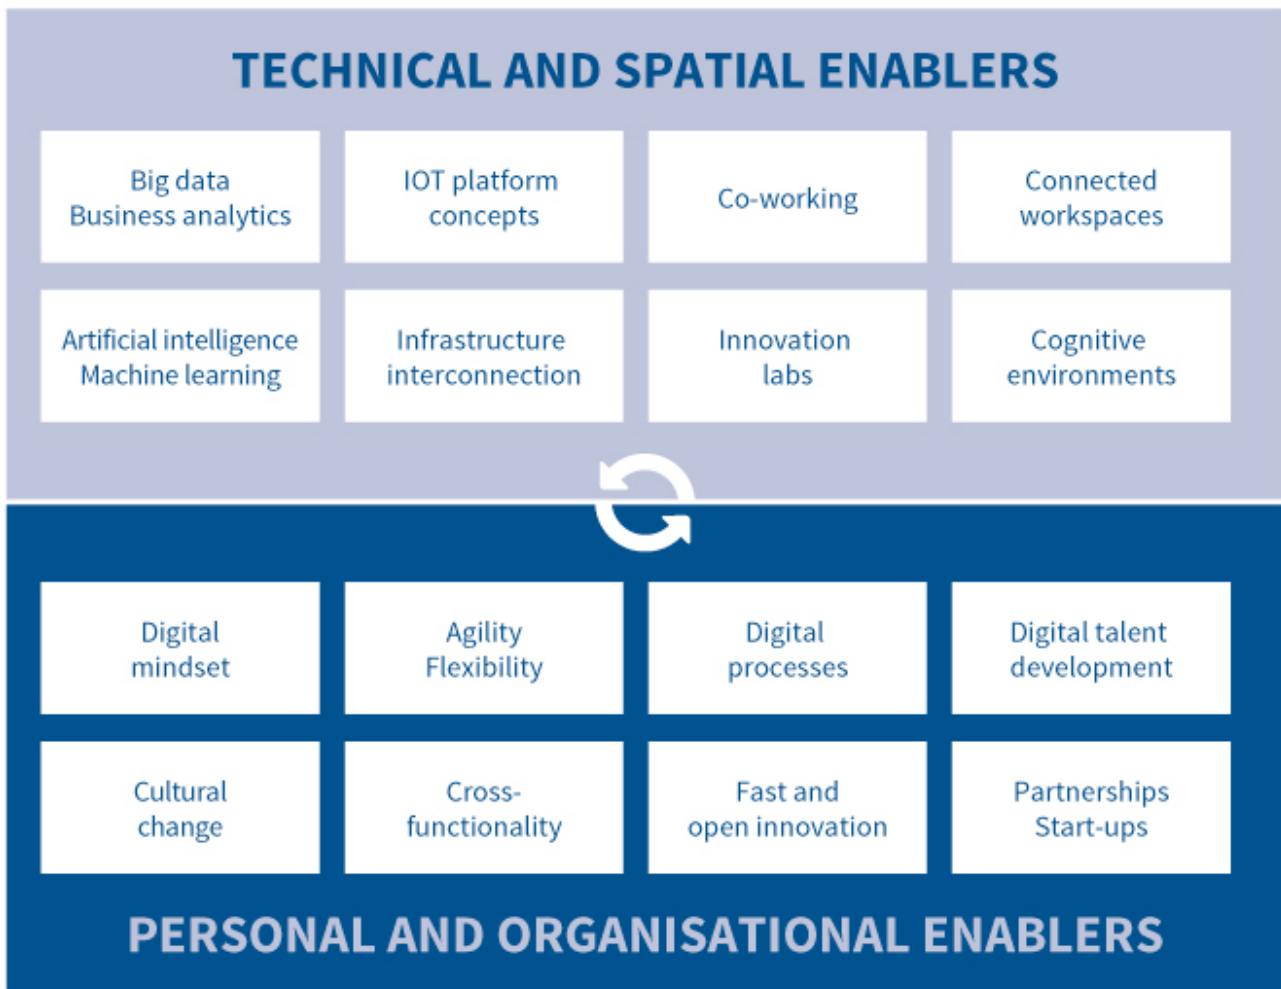 TECHNICAL AND SPATIAL ENABLERS
Big data
Business analytics
IOT platform
concepts
Co-working
Connected
workspaces
Artificial intelligence
Machine learning
Infrastructure
interconnection
Innovation
labs
Cognitive
environments
Digital
mindset
Agility
Flexibility
Digital
processes
Digital talent
development
Cultural
change
Cross-
functionality
Fast and
open innovation
Partnerships
Start-ups
PERSONAL AND ORGANISATIONAL ENABLERS